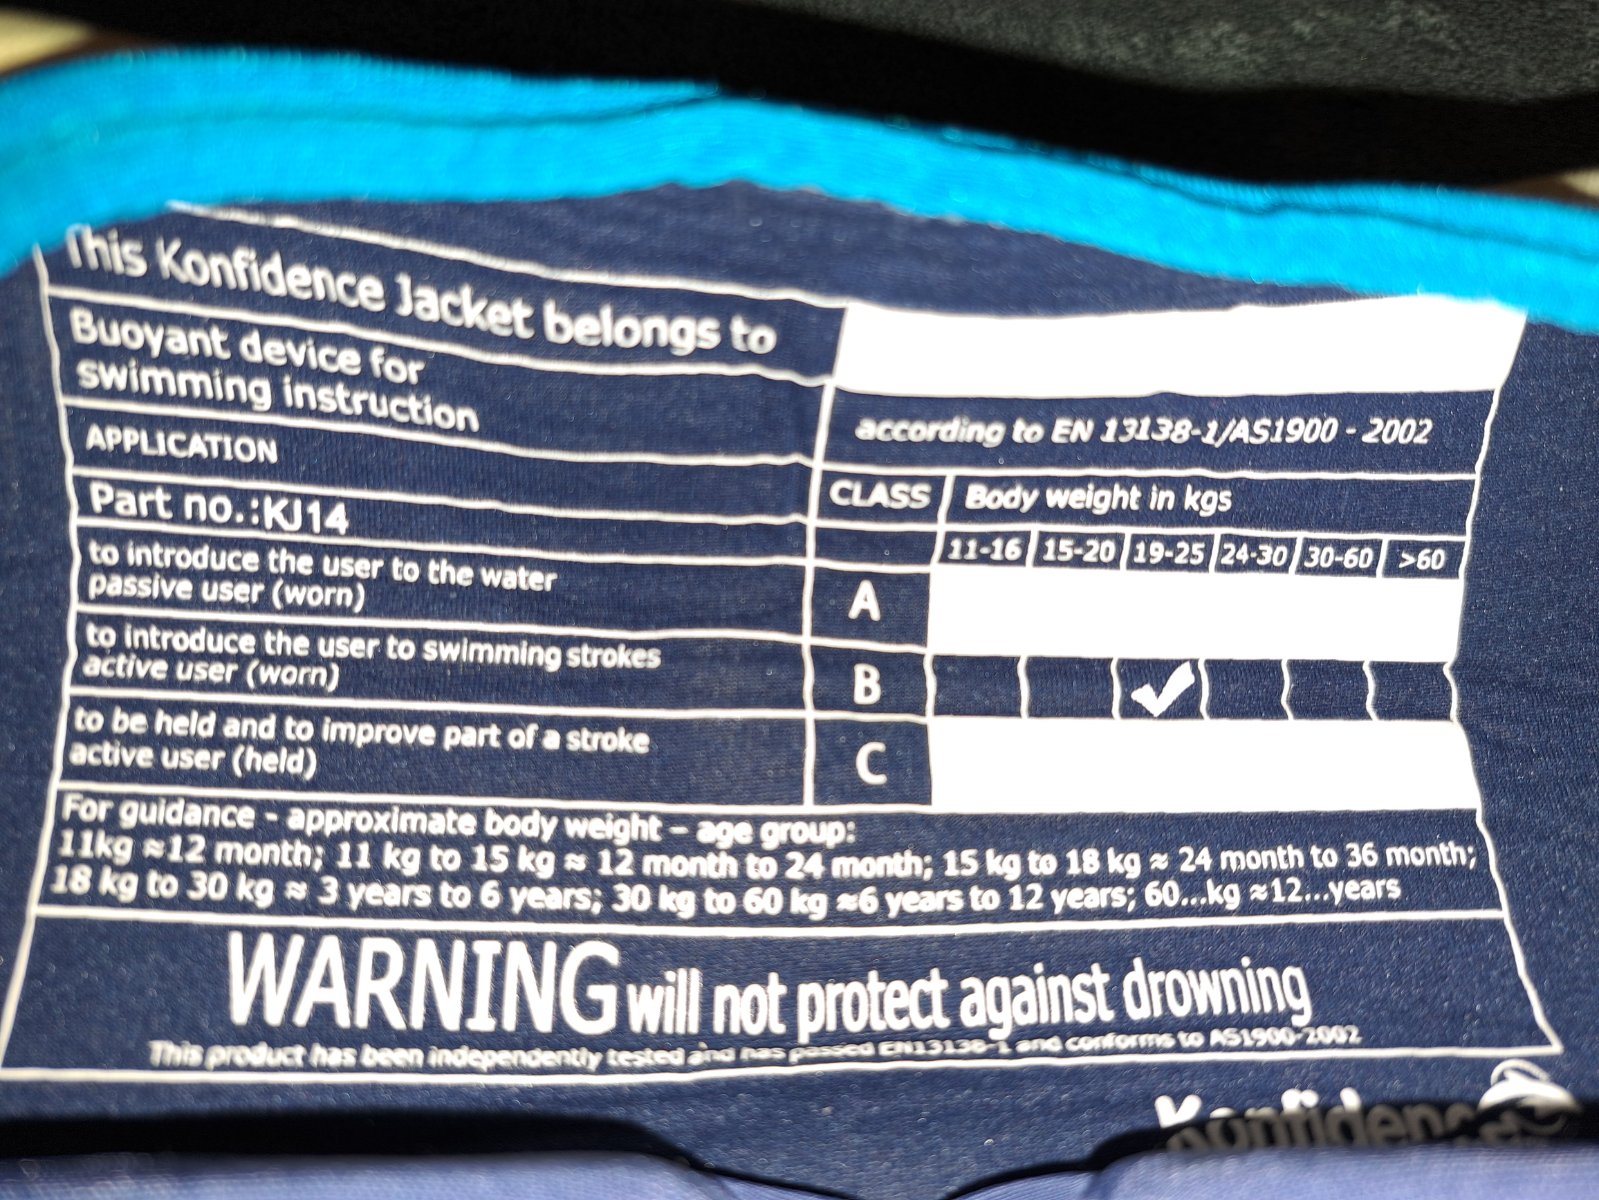 This Konfidence Jacket belongs to
Buoyant device for
swimming instruction
according to EN 13138-1/AS1900 - 2002
APPLICATION
CLASS
Body weight in kgs
Part no.:KJ14
11-16 15-20 19-25 24-30 30-60 >60
to introduce the user to the water
passive user (worn)
A
to introduce the user to swimming strokes
active user (worn)
B ✓
to be held and to improve part of a stroke
active user (held)
C
For guidance - approximate body weight – age group:
11kg ≈12 month; 11 kg to 15 kg ≈ 12 month to 24 month; 15 kg to 18 kg ≈ 24 month to 36 month;
18 kg to 30 kg ≈ 3 years to 6 years; 30 kg to 60 kg ≈6 years to 12 years; 60...kg ≈12...years
WARNING will not protect against drowning
This product has been independently tested and has passed EN13138-1 and conforms to AS1900-2002
Konfidence